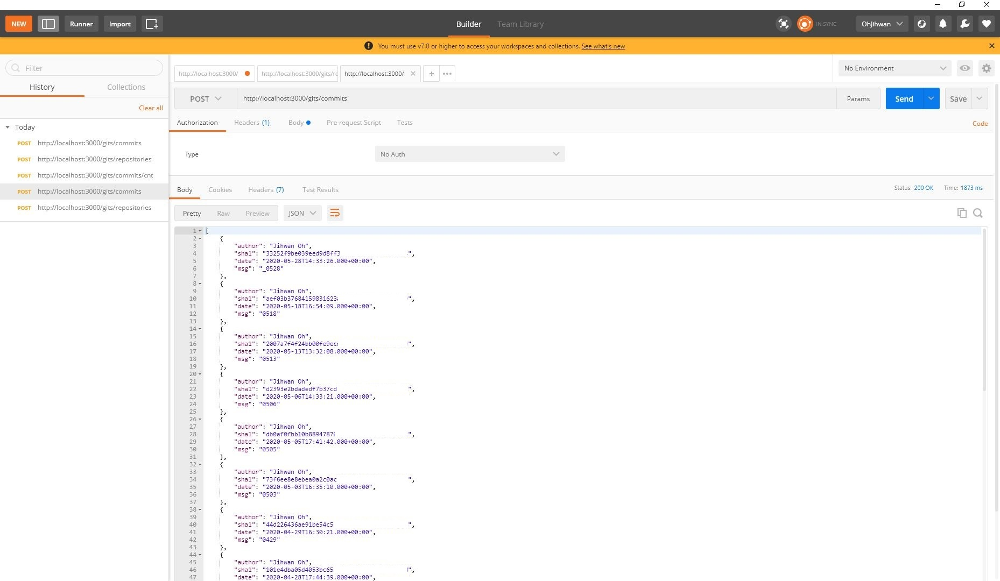 NEW Runner Import Builder Team Library IN SYNC OhJihwan
You must use v7.0 or higher to access your workspaces and collections. See what's new
Filter
History Collections
Clear all
Today
POST http://localhost:3000/gits/commits
POST http://localhost:3000/gits/repositories
POST http://localhost:3000/gits/commits/cnt
POST http://localhost:3000/gits/commits
POST http://localhost:3000/gits/repositories
http://localhost:3000/ http://localhost:3000/gits/re http://localhost:3000/ No Environment
POST http://localhost:3000/gits/commits Params Send Save
Authorization Headers (1) Body Pre-request Script Tests Code
Type No Auth
Body Cookies Headers (7) Test Results Status: 200 OK Time: 1873 ms
Pretty Raw Preview JSON
1 [
2 {
3 "author": "Jihwan Oh",
4 "sha1": "33252f9be039eed9d8ff3 ",
5 "date": "2020-05-28T14:33:26.000+00:00",
6 "msg": "_0528"
7 },
8 {
9 "author": "Jihwan Oh",
10 "sha1": "aef03b37684159831623 ",
11 "date": "2020-05-18T16:54:09.000+00:00",
12 "msg": "0518"
13 },
14 {
15 "author": "Jihwan Oh",
16 "sha1": "2007a7f4f24bb00fe9ec ",
17 "date": "2020-05-13T13:32:08.000+00:00",
18 "msg": "0513"
19 },
20 {
21 "author": "Jihwan Oh",
22 "sha1": "d2393e2bdadedf7b37cd ",
23 "date": "2020-05-06T14:33:21.000+00:00",
24 "msg": "0506"
25 },
26 {
27 "author": "Jihwan Oh",
28 "sha1": "db0af0fbb10b8894787 ",
29 "date": "2020-05-05T17:41:42.000+00:00",
30 "msg": "0505"
31 },
32 {
33 "author": "Jihwan Oh",
34 "sha1": "73f6ee8e8ebea0a2c0ac ",
35 "date": "2020-05-03T16:35:10.000+00:00",
36 "msg": "0503"
37 },
38 {
39 "author": "Jihwan Oh",
40 "sha1": "44d226436ae91be54c5 ",
41 "date": "2020-04-29T16:30:21.000+00:00",
42 "msg": "0429"
43 },
44 {
45 "author": "Jihwan Oh",
46 "sha1": "101e4dba05d4053bc65 ",
47 "date": "2020-04-28T17:44:39.000+00:00",